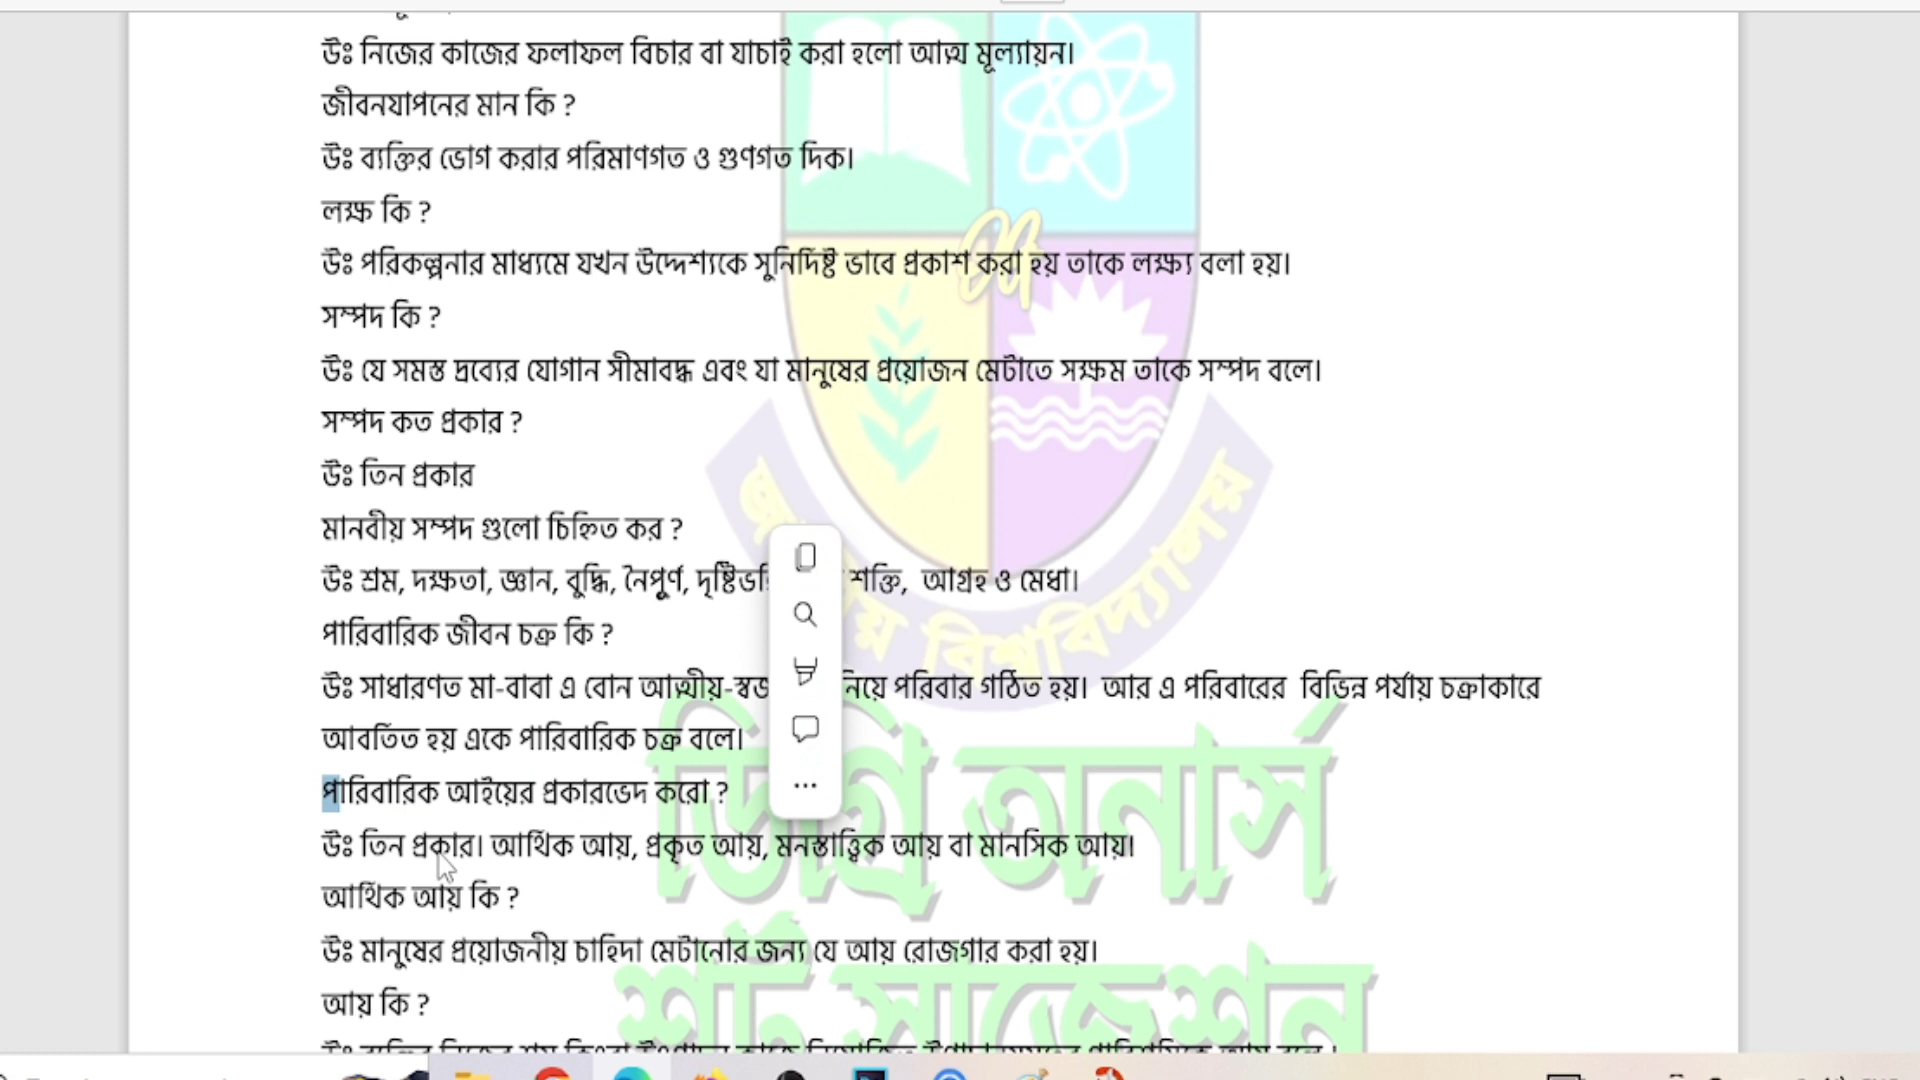 উঃ নিজের কাজের ফলাফল বিচার বা যাচাই করা হলো আত্ম মূল্যায়ন।
জীবনযাপনের মান কি ?
উঃ ব্যক্তির ভোগ করার পরিমাণগত ও গুণগত দিক।
লক্ষ কি ?
উঃ পরিকল্পনার মাধ্যমে যখন উদ্দেশ্যকে সুনির্দিষ্ট ভাবে প্রকাশ করা হয় তাকে লক্ষ্য বলা হয়।
সম্পদ কি ?
উঃ যে সমস্ত দ্রব্যের যোগান সীমাবদ্ধ এবং যা মানুষের প্রয়োজন মেটাতে সক্ষম তাকে সম্পদ বলে।
সম্পদ কত প্রকার ?
উঃ তিন প্রকার
মানবীয় সম্পদ গুলো চিহ্নিত কর ?
উঃ শ্রম, দক্ষতা, জ্ঞান, বুদ্ধি, নৈপুর্ণ, শক্তি, আগ্রহ ও মেধা।
পারিবারিক জীবন চক্র কি ?
উঃ সাধারণত মা-বাবা এ বোন আত্মীয় নিয়ে পরিবার গঠিত হয়। আর এ পরিবারের বিভিন্ন পর্যায় চক্রাকারে
আবর্তিত হয় একে পারিবারিক চক্র বলে।
পারিবারিক আইয়ের প্রকারভেদ করো ?
উঃ তিন প্রকার। আর্থিক আয়, প্রকৃত আয়, মনস্তাত্ত্বিক আয় বা মানসিক আয়।
আর্থিক আয় কি ?
উঃ মানুষের প্রয়োজনীয় চাহিদা মেটানোর জন্য যে আয় রোজগার করা হয়।
আয় কি ?
বিশ্ববিদ্যালয়
ডিগ্রি অনার্স
শর্ট সাজেশন